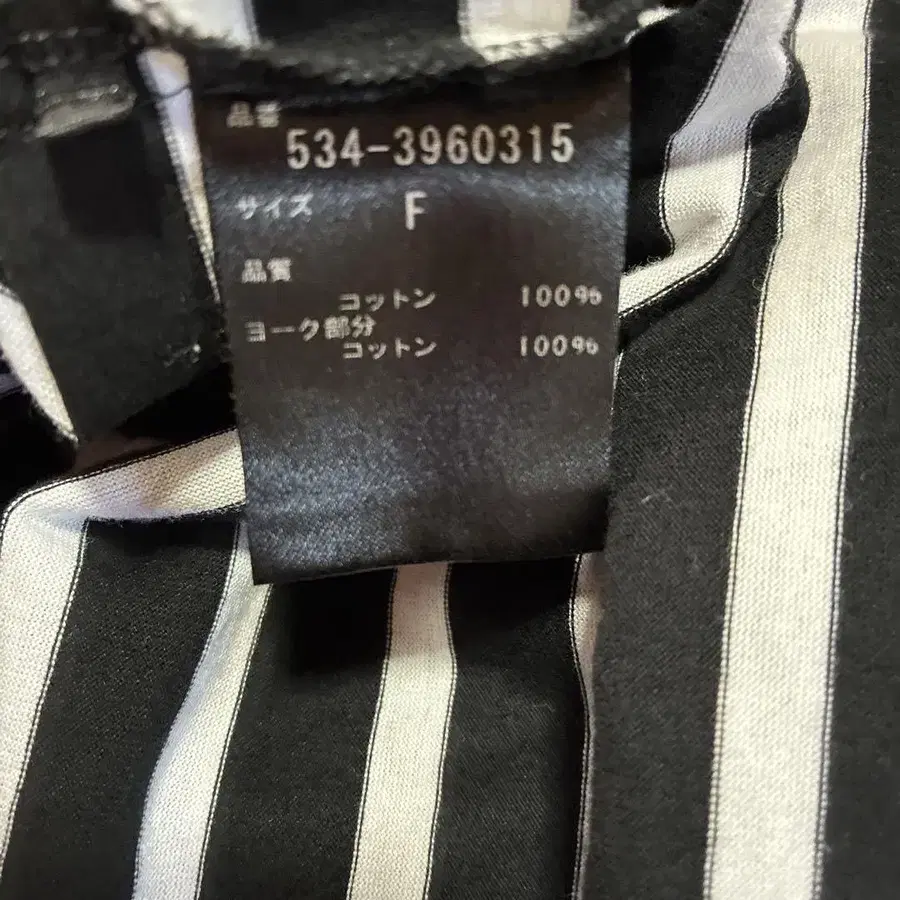 品番
534-3960315
サイズ F
品質
コットン 100%
ヨーク部分
コットン 100%